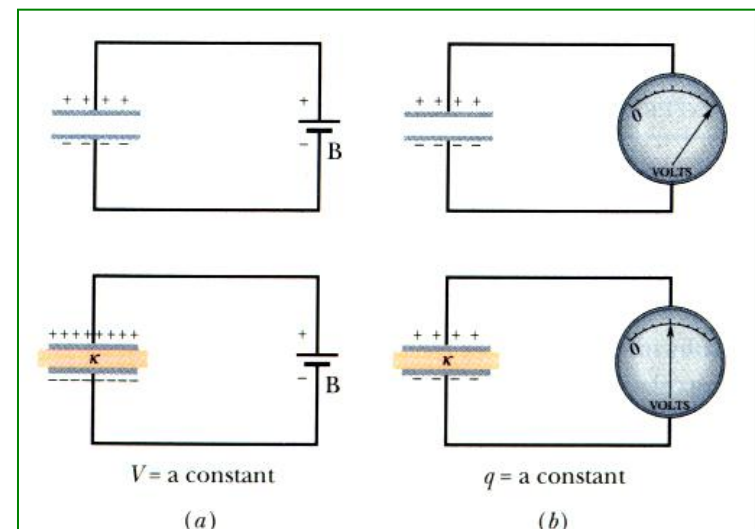 + + + +
− − − −
+
−
B
+ + + +
− − − −
0
VOLTS
++++++++
κ
−−−−−−−−
+
−
B
+ + + +
κ
− − − −
0
VOLTS
V = a constant
q = a constant
(a)
(b)